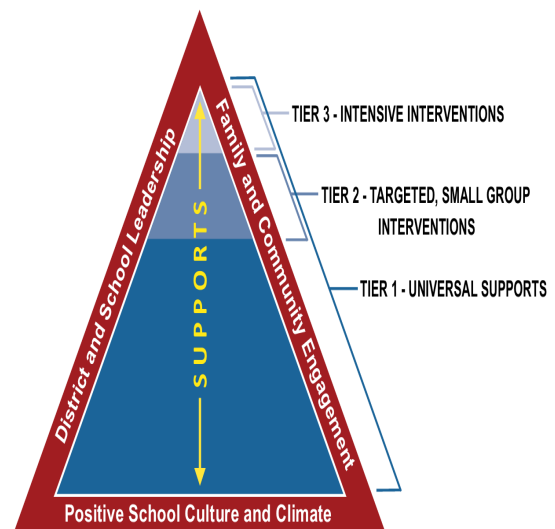 District and School Leadership
Family and Community Engagement
SUPPORTS
TIER 3 - INTENSIVE INTERVENTIONS
TIER 2 - TARGETED, SMALL GROUP
INTERVENTIONS
TIER 1 - UNIVERSAL SUPPORTS
Positive School Culture and Climate